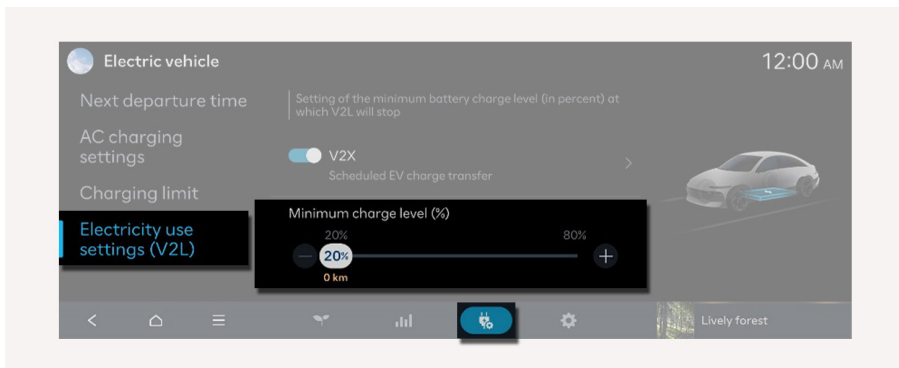 Electric vehicle
12:00 AM
Next departure time
AC charging
settings
Charging limit
Electricity use
settings (V2L)
Setting of the minimum battery charge level (in percent) at
which V2L will stop
V2X
Scheduled EV charge transfer
Minimum charge level (%)
20% 80%
20%
0 km
Lively forest